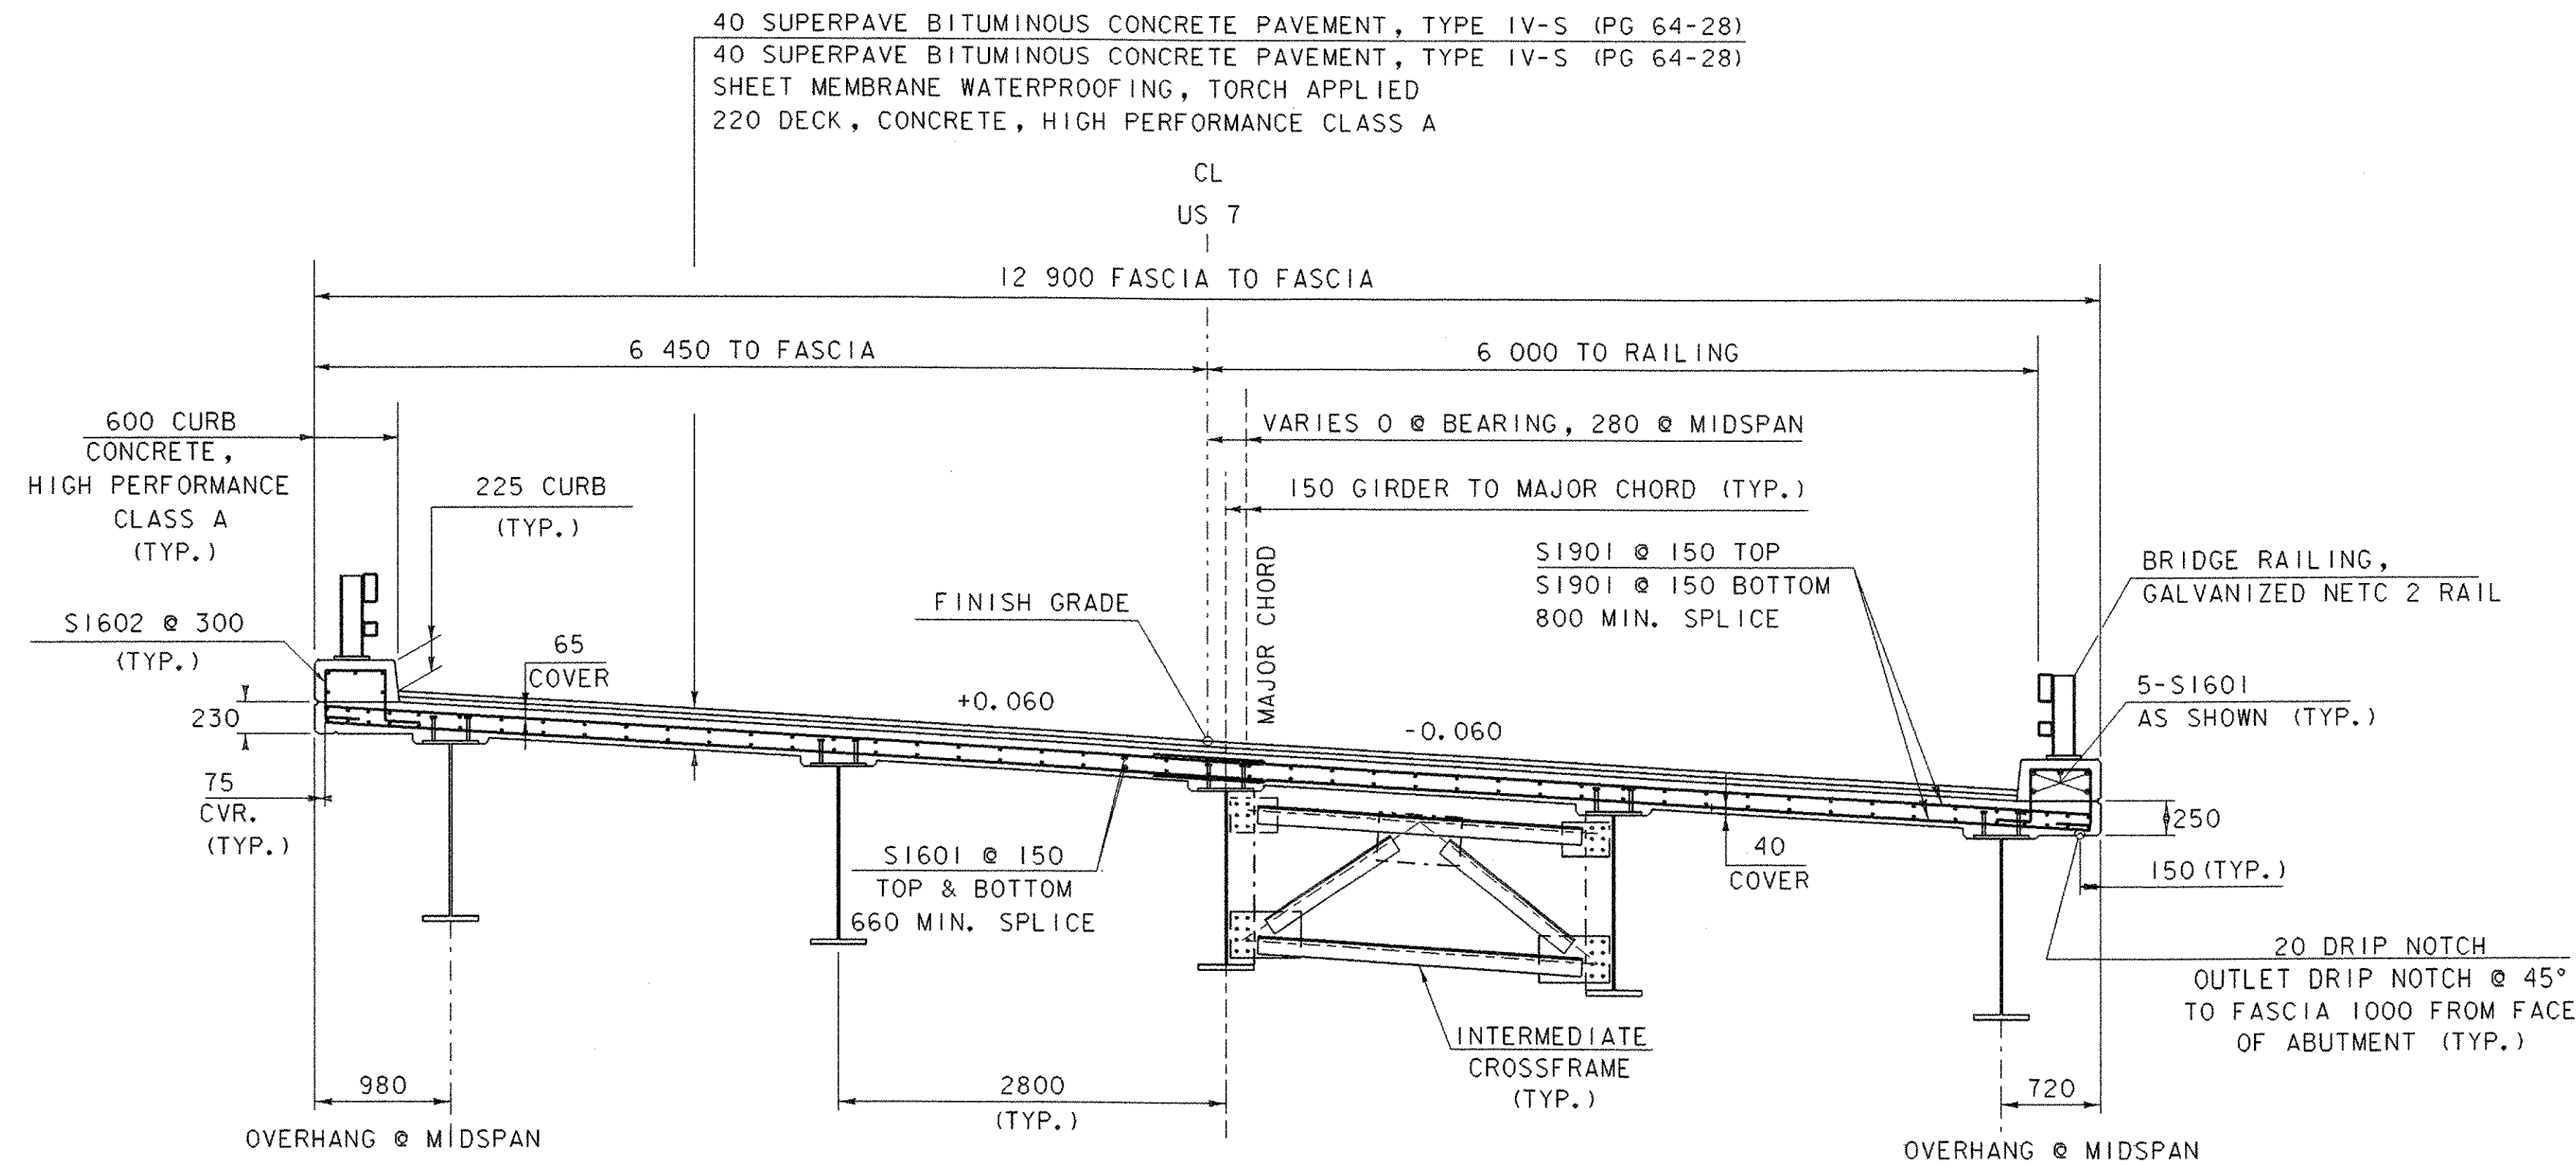 40 SUPERPAVE BITUMINOUS CONCRETE PAVEMENT, TYPE IV-S (PG 64-28)
40 SUPERPAVE BITUMINOUS CONCRETE PAVEMENT, TYPE IV-S (PG 64-28)
SHEET MEMBRANE WATERPROOFING, TORCH APPLIED
220 DECK, CONCRETE, HIGH PERFORMANCE CLASS A
CL
US 7
12 900 FASCIA TO FASCIA
6 450 TO FASCIA
6 000 TO RAILING
600 CURB
CONCRETE,
HIGH PERFORMANCE
CLASS A
(TYP.)
225 CURB
(TYP.)
VARIES 0 @ BEARING, 280 @ MIDSPAN
150 GIRDER TO MAJOR CHORD (TYP.)
MAJOR CHORD
S1901 @ 150 TOP
S1901 @ 150 BOTTOM
800 MIN. SPLICE
BRIDGE RAILING,
GALVANIZED NETC 2 RAIL
FINISH GRADE
S1602 @ 300
(TYP.)
65
COVER
+0.060
-0.060
5-S1601
AS SHOWN (TYP.)
230
75
CVR.
(TYP.)
S1601 @ 150
TOP & BOTTOM
660 MIN. SPLICE
40
COVER
250
150 (TYP.)
20 DRIP NOTCH
OUTLET DRIP NOTCH @ 45°
TO FASCIA 1000 FROM FACE
OF ABUTMENT (TYP.)
INTERMEDIATE
CROSSFRAME
(TYP.)
980
OVERHANG @ MIDSPAN
2800
(TYP.)
720
OVERHANG @ MIDSPAN